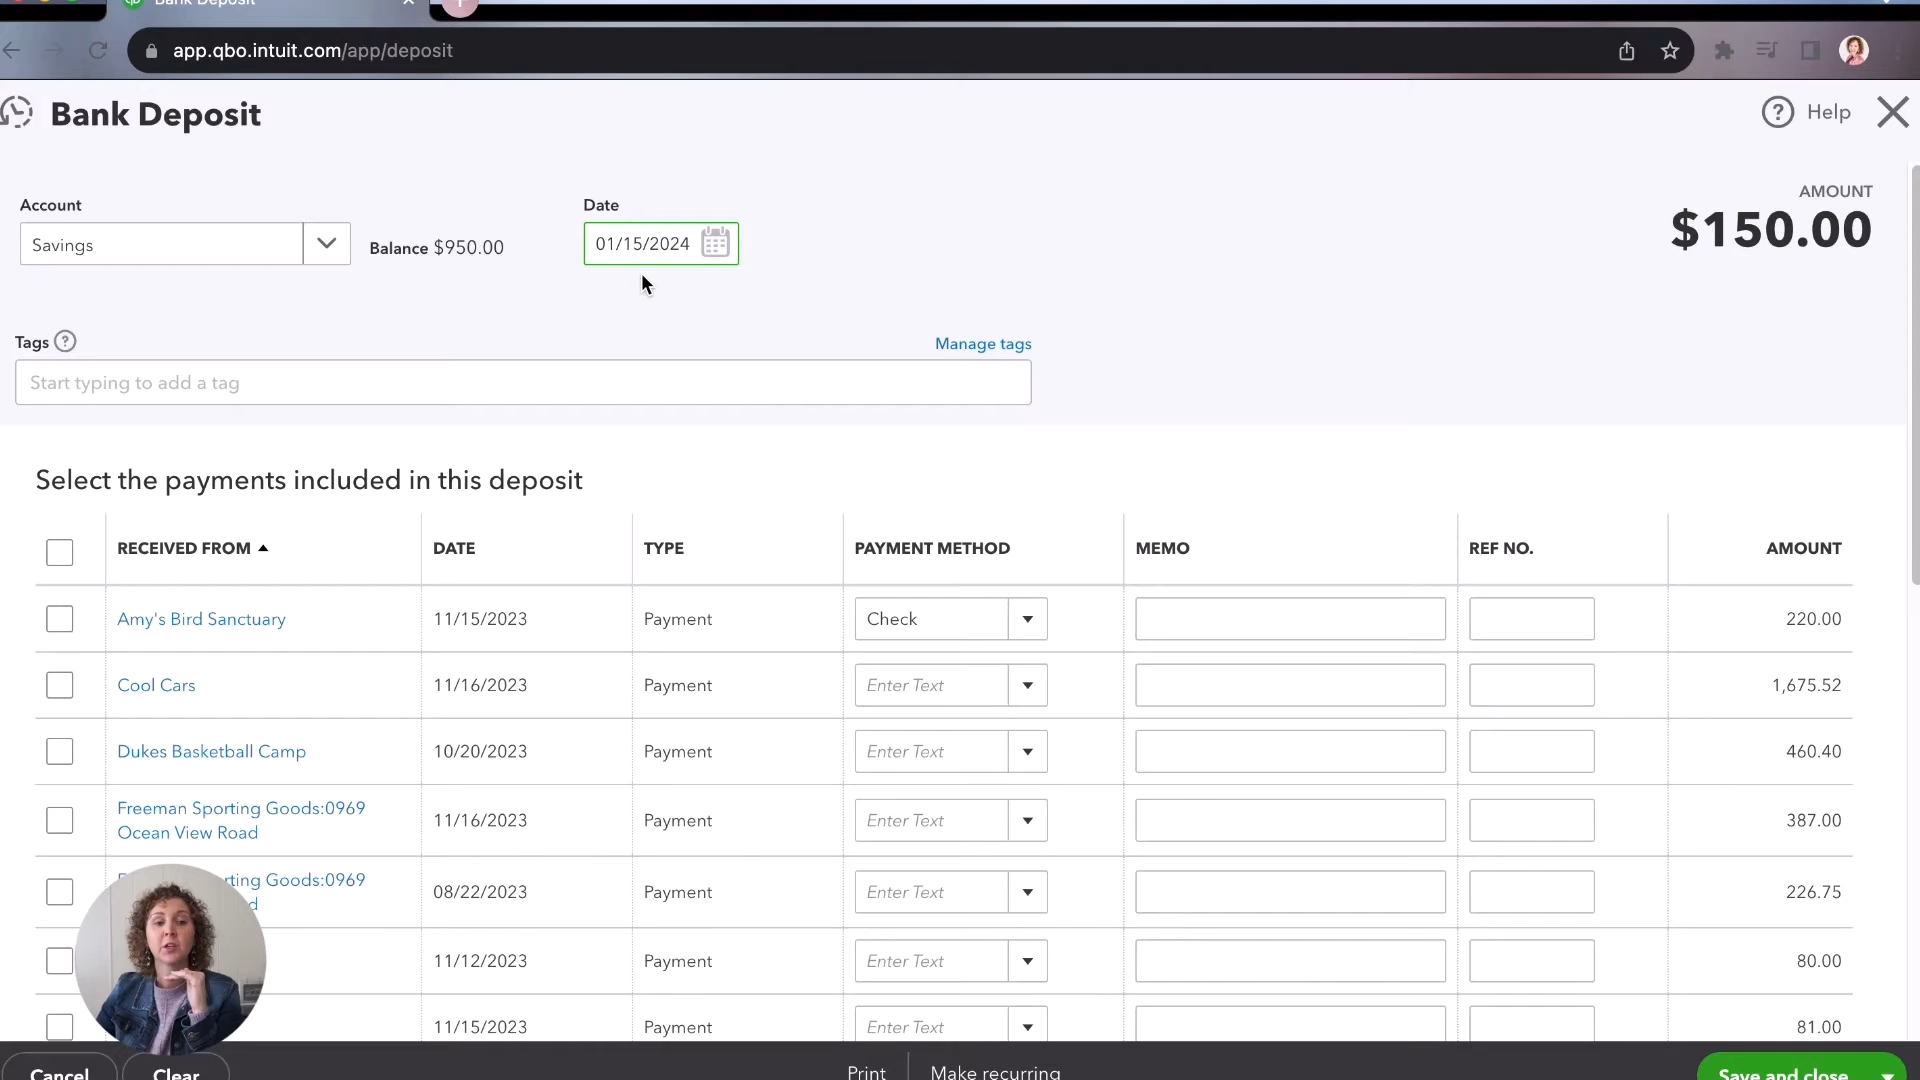 Bank Deposit
app.qbo.intuit.com/app/deposit
Bank Deposit
Help
Account
Date
AMOUNT
Savings
Balance $950.00
01/15/2024
$150.00
Tags
Manage tags
Start typing to add a tag
Select the payments included in this deposit
RECEIVED FROM DATE TYPE PAYMENT METHOD MEMO REF NO. AMOUNT
Amy's Bird Sanctuary 11/15/2023 Payment Check 220.00
Cool Cars 11/16/2023 Payment Enter Text 1,675.52
Dukes Basketball Camp 10/20/2023 Payment Enter Text 460.40
Freeman Sporting Goods:0969
Ocean View Road
11/16/2023 Payment Enter Text 387.00
Goods:0969
08/22/2023 Payment Enter Text 226.75
11/12/2023 Payment Enter Text 80.00
11/15/2023 Payment Enter Text 81.00
Cancel Clear Print Make recurring Save and close